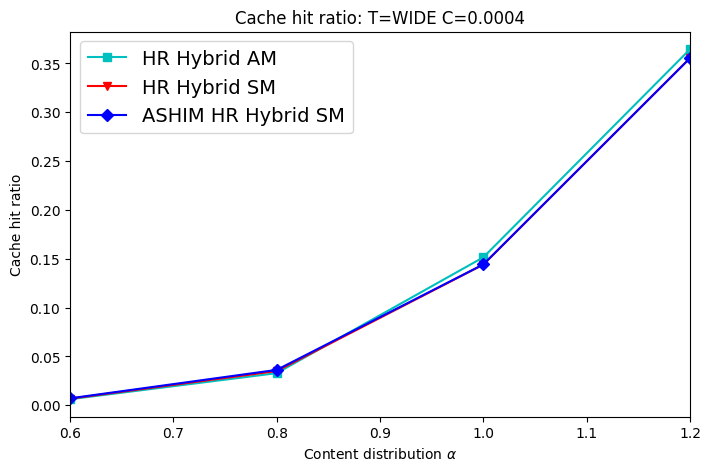 Cache hit ratio: T=WIDE C=0.0004
HR Hybrid AM
HR Hybrid SM
ASHIM HR Hybrid SM
Cache hit ratio
0.35
0.30
0.25
0.20
0.15
0.10
0.05
0.00
0.6 0.7 0.8 0.9 1.0 1.1 1.2
Content distribution α